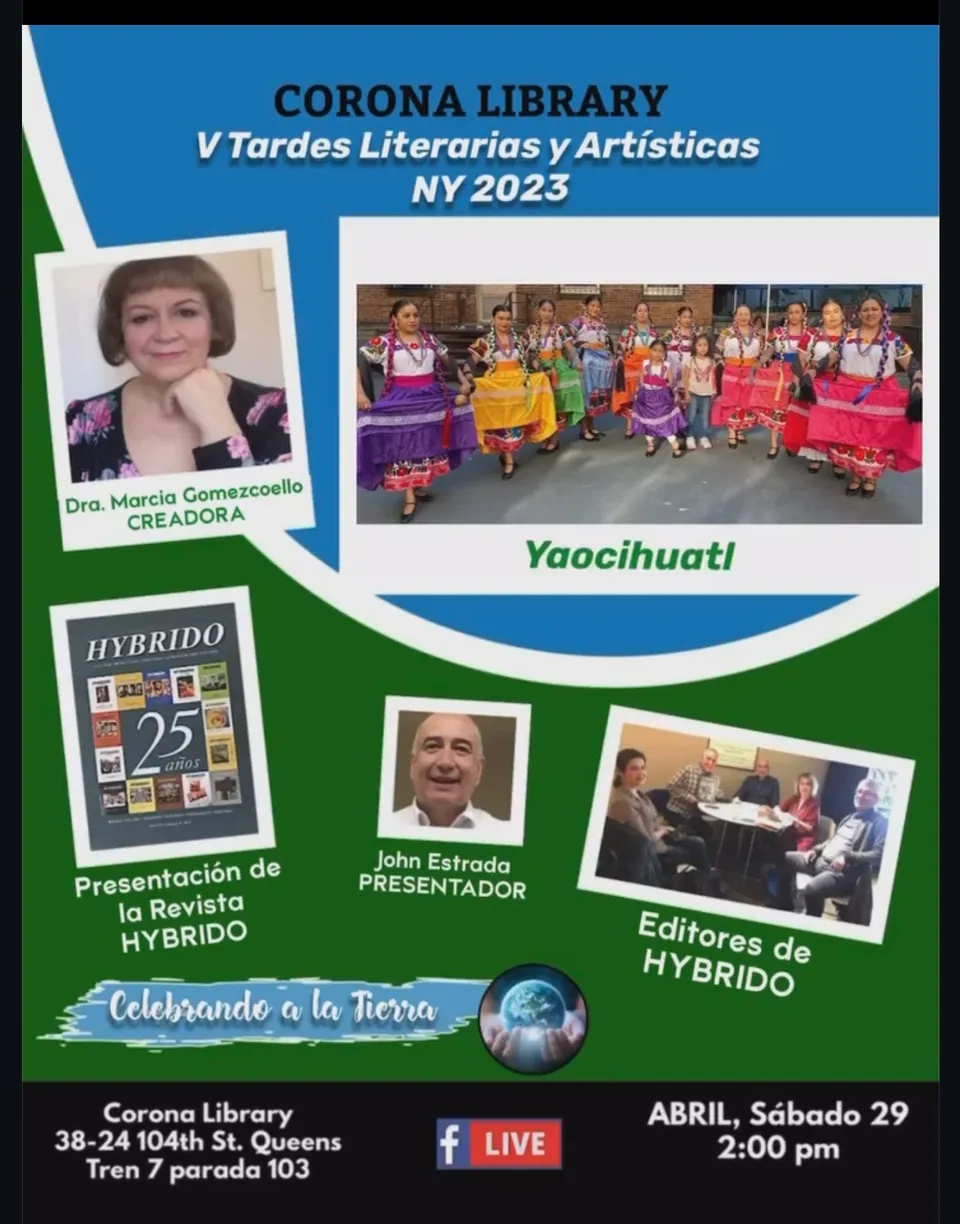 CORONA LIBRARY
V Tardes Literarias y Artísticas
NY 2023
Dra. Marcia Gomezcoello
CREADORA
Yaocihuatl
HYBRIDO
25
años
Presentación de
la Revista
HYBRIDO
John Estrada
PRESENTADOR
Editores de
HYBRIDO
Celebrando a la Tierra
Corona Library
38-24 104th St. Queens
Tren 7 parada 103
f LIVE
ABRIL, Sábado 29
2:00 pm